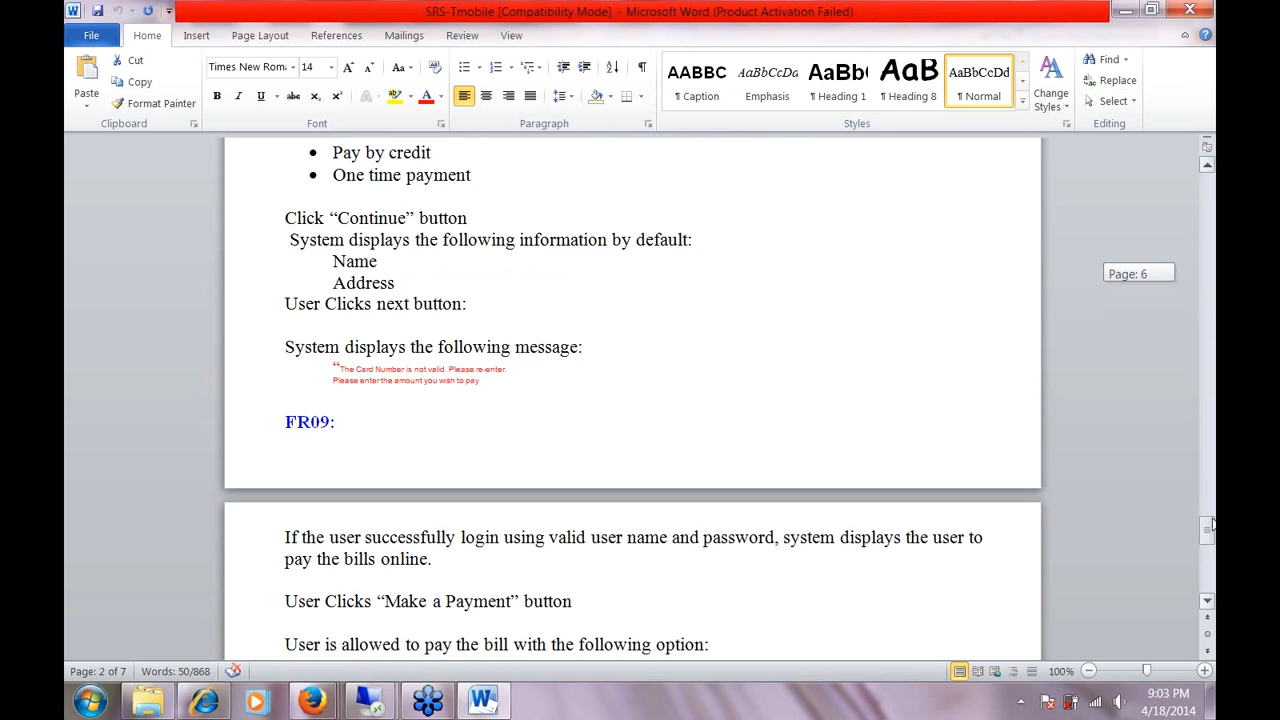 SRS-Tmobile [Compatibility Mode] - Microsoft Word (Product Activation Failed)
File Home Insert Page Layout References Mailings Review View
Paste
Cut
Copy
Format Painter
Clipboard
Times New Rom 14
Font
Paragraph
AABBC AaBbCcDd AaBb AaB AaBbCcDd
¶ Caption Emphasis ¶ Heading 1 ¶ Heading 8 ¶ Normal
Change
Styles
Styles
Find
Replace
Select
Editing
• Pay by credit
• One time payment
Click “Continue” button
System displays the following information by default:
Name
Address
User Clicks next button:
System displays the following message:
“The Card Number is not valid. Please re-enter.
Please enter the amount you wish to pay
FR09:
Page: 6
If the user successfully login using valid user name and password, system displays the user to
pay the bills online.
User Clicks “Make a Payment” button
User is allowed to pay the bill with the following option:
Page: 2 of 7 Words: 50/868 100%
9:03 PM
4/18/2014